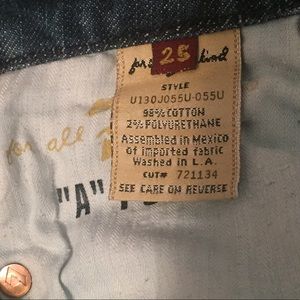 25
for all kind
STYLE
U130J055U-055U
98% COTTON
2% POLYURETHANE
Assembled in Mexico
of imported fabric
Washed in L.A.
CUT# 721134
SEE CARE ON REVERSE
for all
"A"